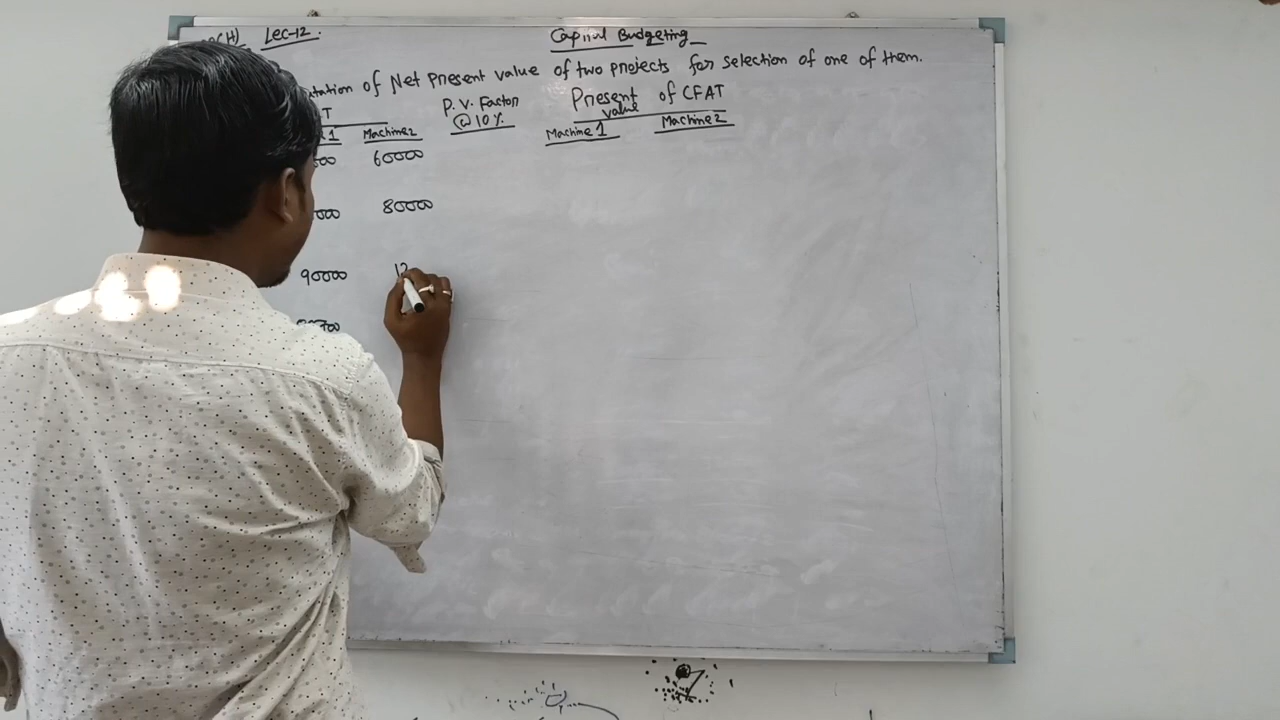 Lec-12. Capital Budgeting
of Net Present value of two projects for selection of one of them.
P.V. Factor Present value of CFAT
@ 10%
Machine 2 Machine 1 Machine 2
60000
80000
90000 12